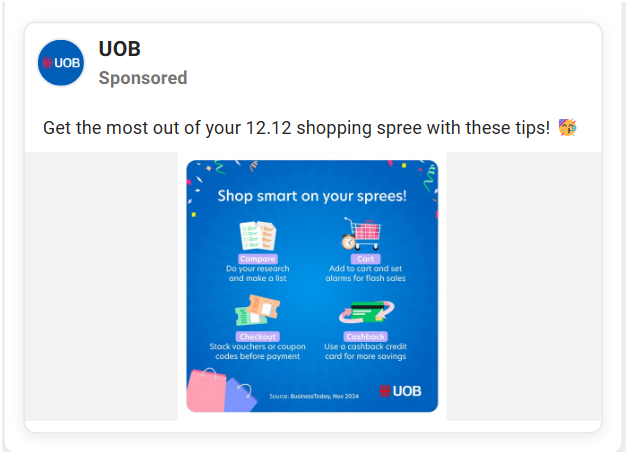 UOB
UOB
Sponsored
Get the most out of your 12.12 shopping spree with these tips! 🥳
Shop smart on your sprees!
Compare
Do your research
and make a list
Cart
Add to cart and set
alarms for flash sales
Checkout
Stack vouchers or coupon
codes before payment
Cashback
Use a cashback credit
card for more savings
Source: BusinessToday, Nov 2024
UOB